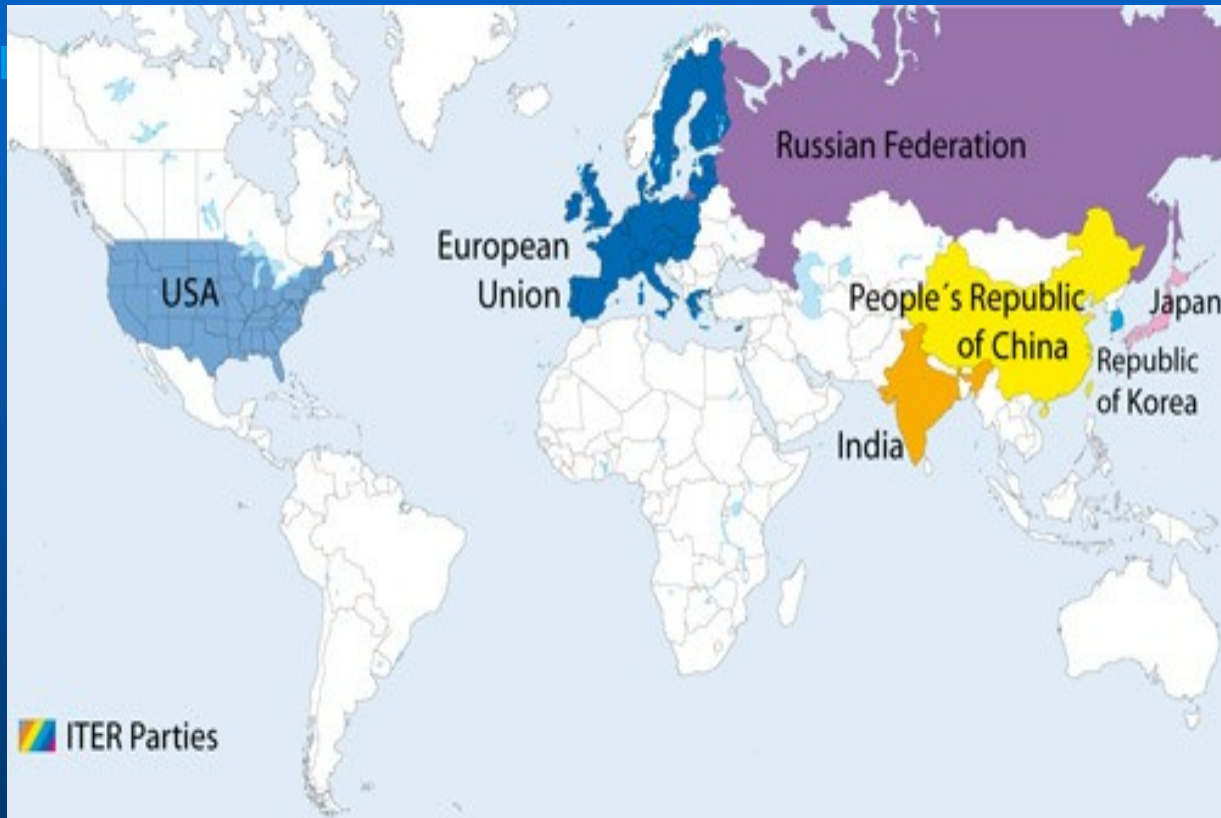 Russian Federation
European
Union
USA
People´s Republic
of China
Japan
Republic
of Korea
India
ITER Parties